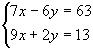 7x − 6y = 63
9x + 2y = 13